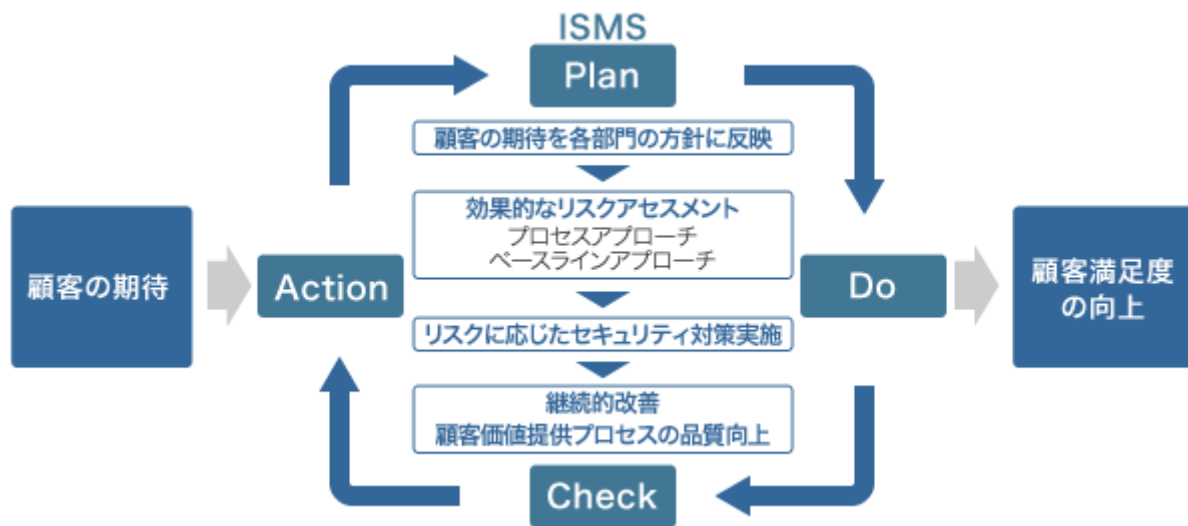 ISMS
Plan
顧客の期待を各部門の方針に反映
効果的なリスクアセスメント
プロセスアプローチ
ベースラインアプローチ
顧客の期待
Action
Do
顧客満足度
の向上
リスクに応じたセキュリティ対策実施
継続的改善
顧客価値提供プロセスの品質向上
Check